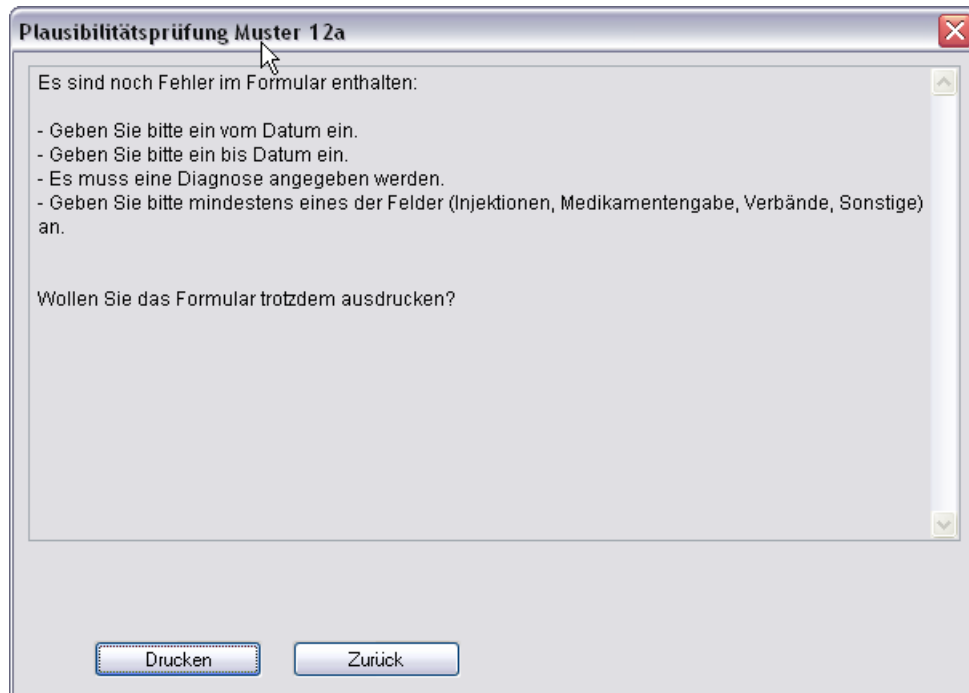 Plausibilitätsprüfung Muster 12a
Es sind noch Fehler im Formular enthalten:
- Geben Sie bitte ein vom Datum ein.
- Geben Sie bitte ein bis Datum ein.
- Es muss eine Diagnose angegeben werden.
- Geben Sie bitte mindestens eines der Felder (Injektionen, Medikamentengabe, Verbände, Sonstige)
an.
Wollen Sie das Formular trotzdem ausdrucken?
Drucken
Zurück